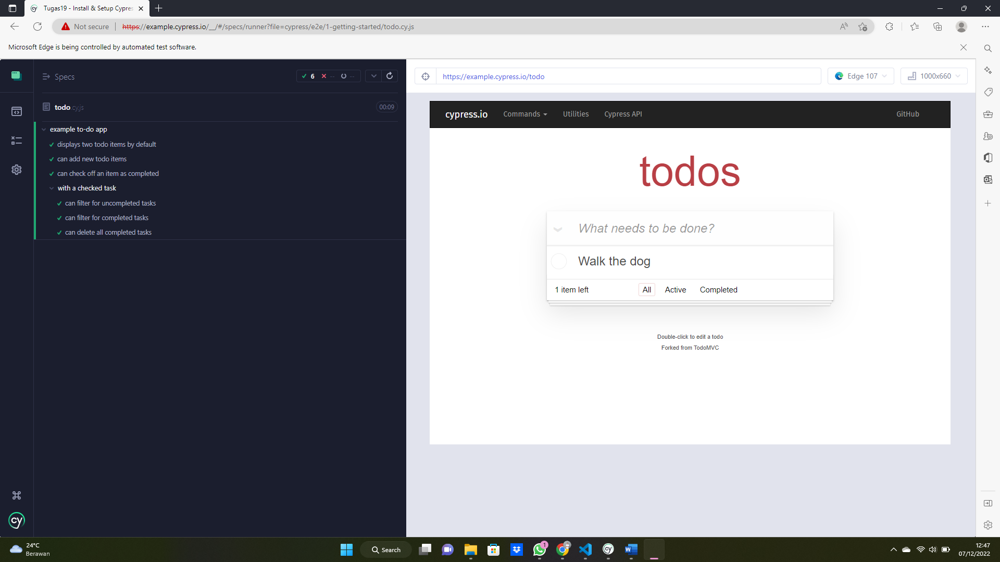 Tugas19 - Install & Setup Cypres
Not secure
https://example.cypress.io/__/#/specs/runner?file=cypress/e2e/1-getting-started/todo.cy.js
Microsoft Edge is being controlled by automated test software.
Specs
6 -- --
todo.cy.js
00:09
example to-do app
displays two todo items by default
can add new todo items
can check off an item as completed
with a checked task
can filter for uncompleted tasks
can filter for completed tasks
can delete all completed tasks
cy
https://example.cypress.io/todo
Edge 107
1000x660
cypress.io
Commands
Utilities
Cypress API
GitHub
todos
What needs to be done?
Walk the dog
1 item left
All
Active
Completed
Double-click to edit a todo
Forked from TodoMVC
24°C
Berawan
Search
1
cy
12:47
07/12/2022